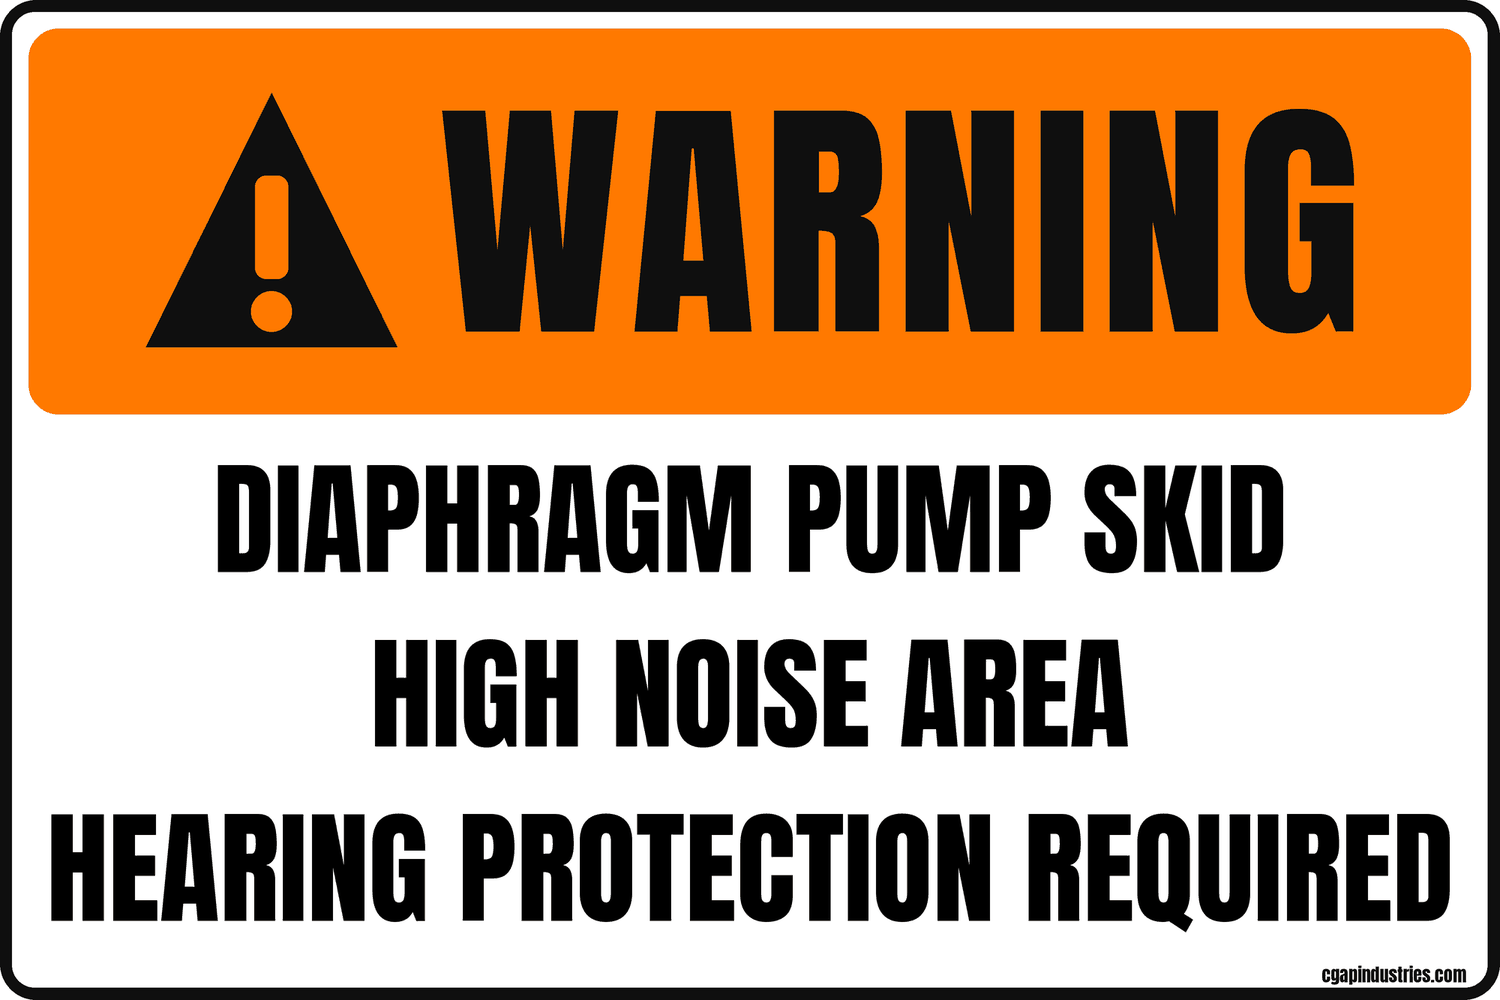 WARNING
DIAPHRAGM PUMP SKID
HIGH NOISE AREA
HEARING PROTECTION REQUIRED
cgapindustries.com